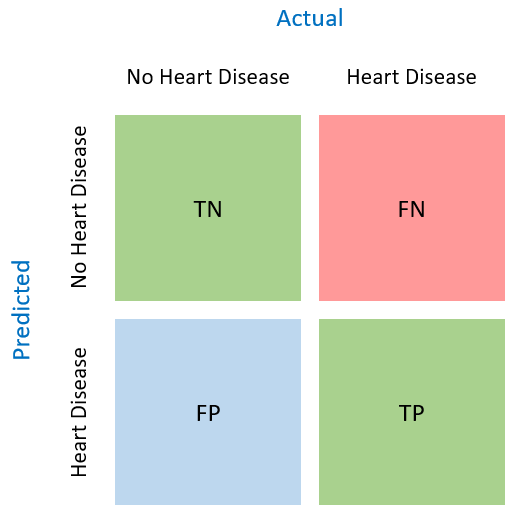 Actual
No Heart Disease
Heart Disease
Predicted
No Heart Disease
TN
FN
Heart Disease
FP
TP